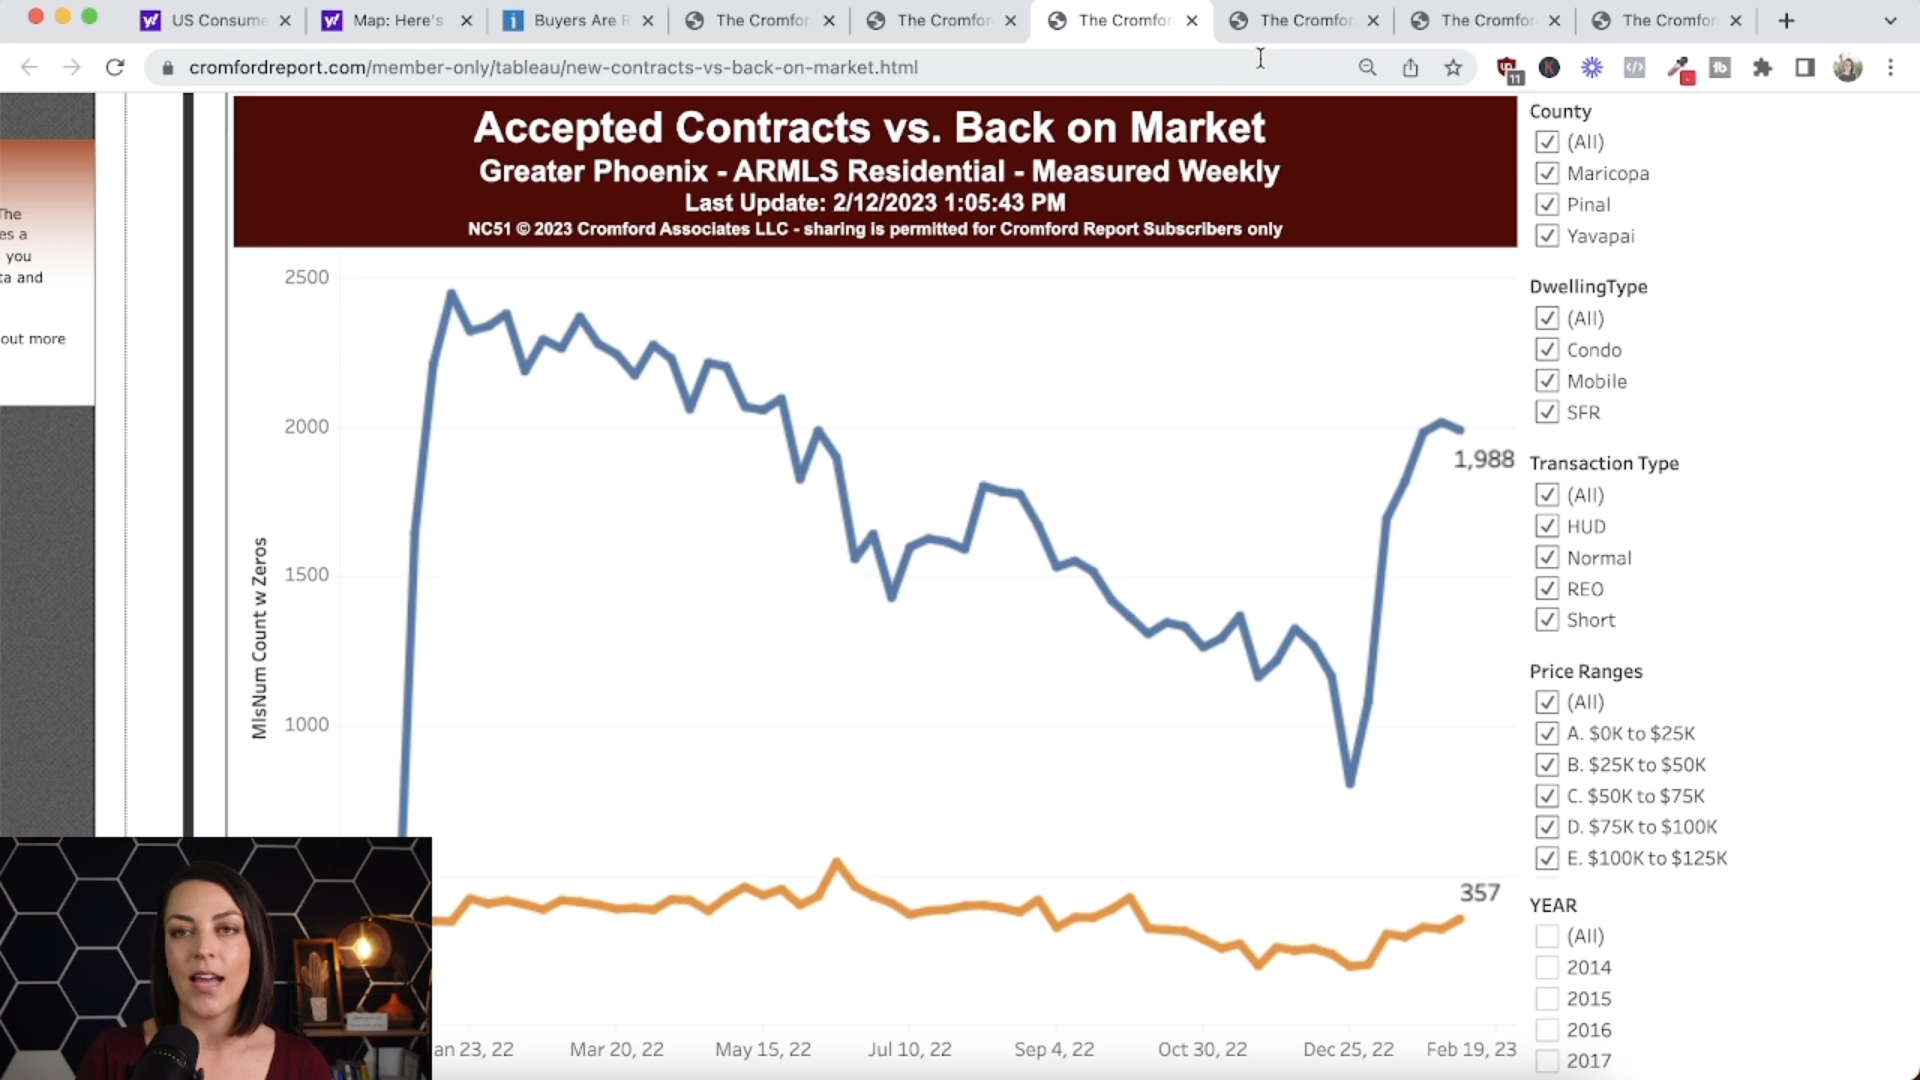 US Consume
Map: Here's
Buyers Are R
The Cromfor
The Cromfor
The Cromfor
The Cromfor
The Cromfor
The Cromfor
cromfordreport.com/member-only/tableau/new-contracts-vs-back-on-market.html
11
The
es a
you
ta and
out more
Accepted Contracts vs. Back on Market
Greater Phoenix - ARMLS Residential - Measured Weekly
Last Update: 2/12/2023 1:05:43 PM
NC51 © 2023 Cromford Associates LLC - sharing is permitted for Cromford Report Subscribers only
2500
2000
1500
1000
MlsNum Count w Zeros
1,988
357
an 23, 22
Mar 20, 22
May 15, 22
Jul 10, 22
Sep 4, 22
Oct 30, 22
Dec 25, 22
Feb 19, 23
County
(All)
Maricopa
Pinal
Yavapai
DwellingType
(All)
Condo
Mobile
SFR
Transaction Type
(All)
HUD
Normal
REO
Short
Price Ranges
(All)
A. $0K to $25K
B. $25K to $50K
C. $50K to $75K
D. $75K to $100K
E. $100K to $125K
YEAR
(All)
2014
2015
2016
2017